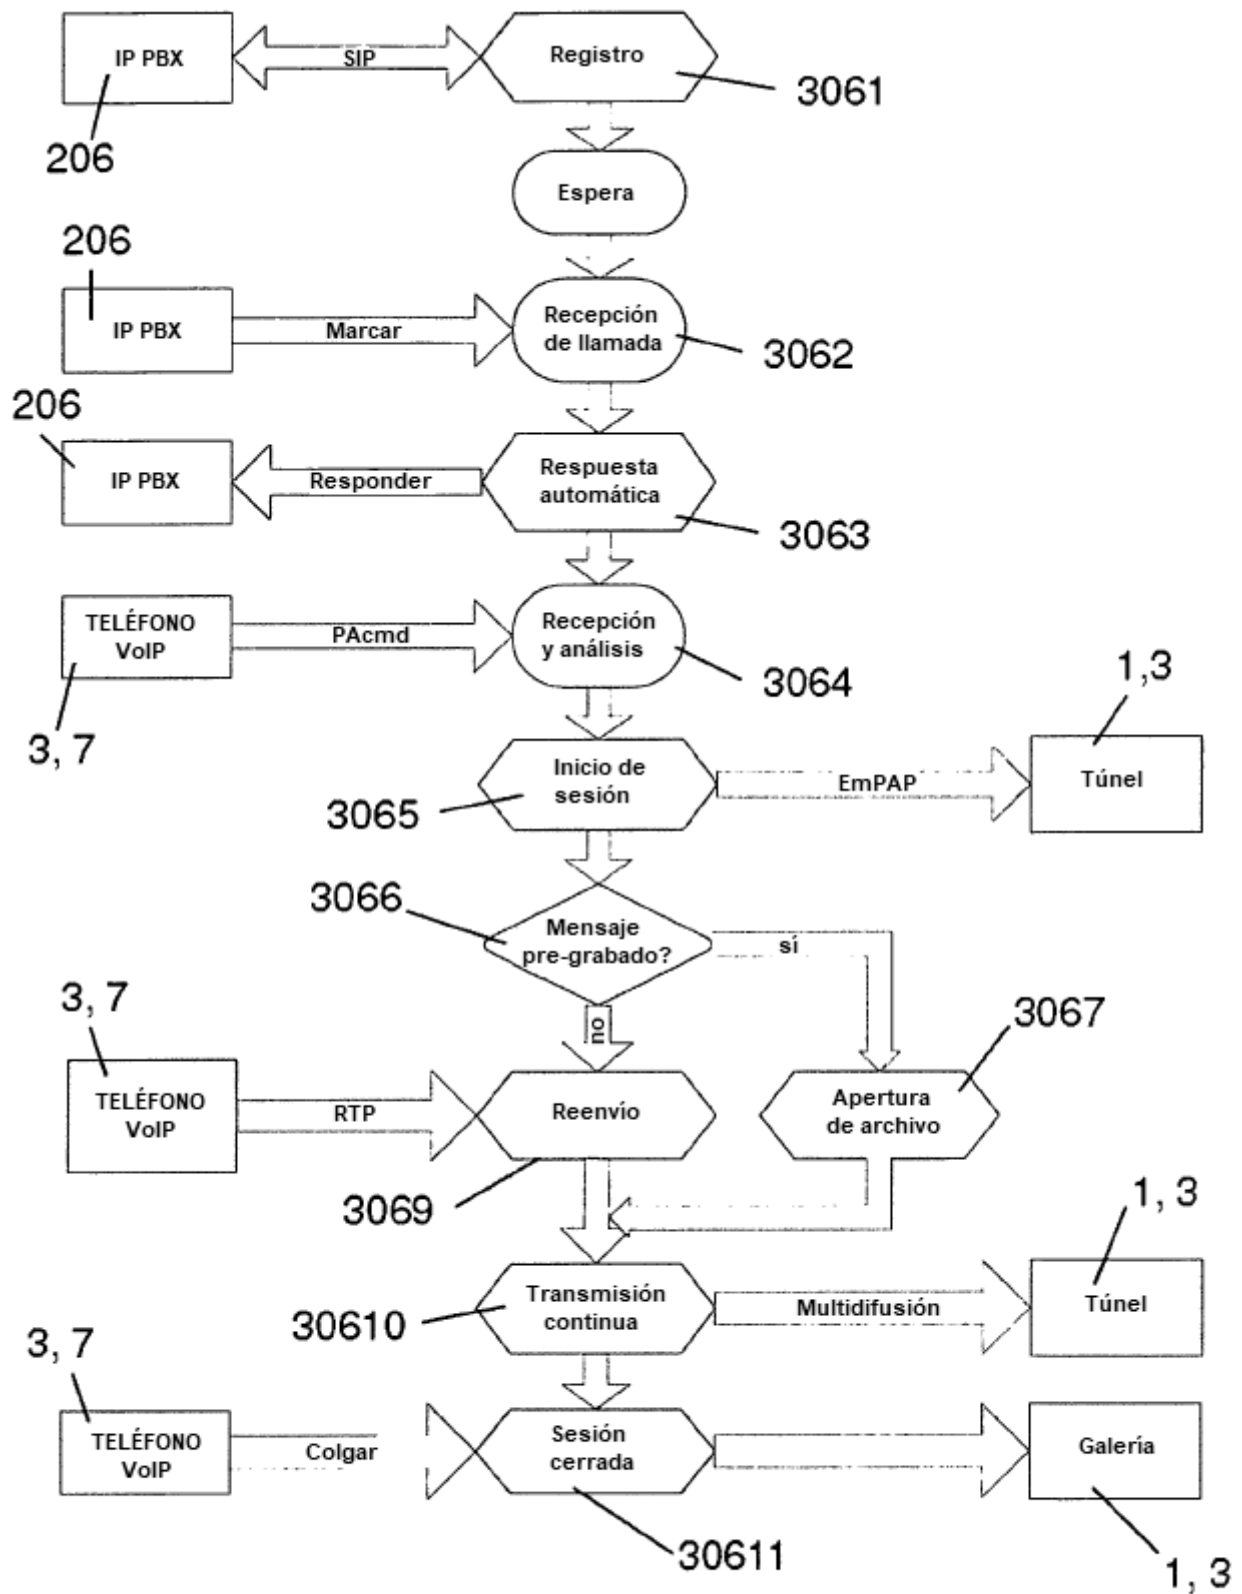 IP PBX
SIP
Registro
3061
206
Espera
206
IP PBX
Marcar
Recepción
de llamada
3062
206
IP PBX
Responder
Respuesta
automática
3063
TELÉFONO
VoIP
PAcmd
Recepción
y análisis
3064
3, 7
1,3
Inicio de
sesión
3065
EmPAP
Túnel
3066
Mensaje
pre-grabado?
sí
no
3, 7
3067
TELÉFONO
VoIP
RTP
Reenvío
Apertura
de archivo
3069
1, 3
Transmisión
continua
30610
Multidifusión
Túnel
3, 7
TELÉFONO
VoIP
Colgar
Sesión
cerrada
Galería
30611
1, 3